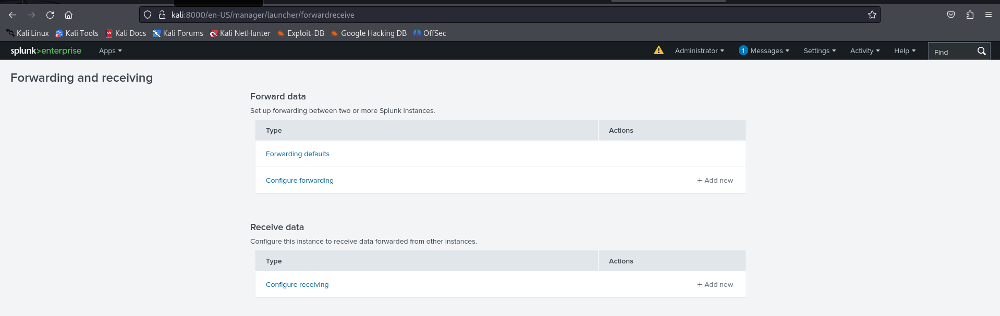 kali:8000/en-US/manager/launcher/forwardreceive
Kali Linux Kali Tools Kali Docs Kali Forums Kali NetHunter Exploit-DB Google Hacking DB OffSec
splunk>enterprise Apps Administrator 1 Messages Settings Activity Help Find
Forwarding and receiving
Forward data
Set up forwarding between two or more Splunk instances.
Type Actions
Forwarding defaults
Configure forwarding + Add new
Receive data
Configure this instance to receive data forwarded from other instances.
Type Actions
Configure receiving + Add new